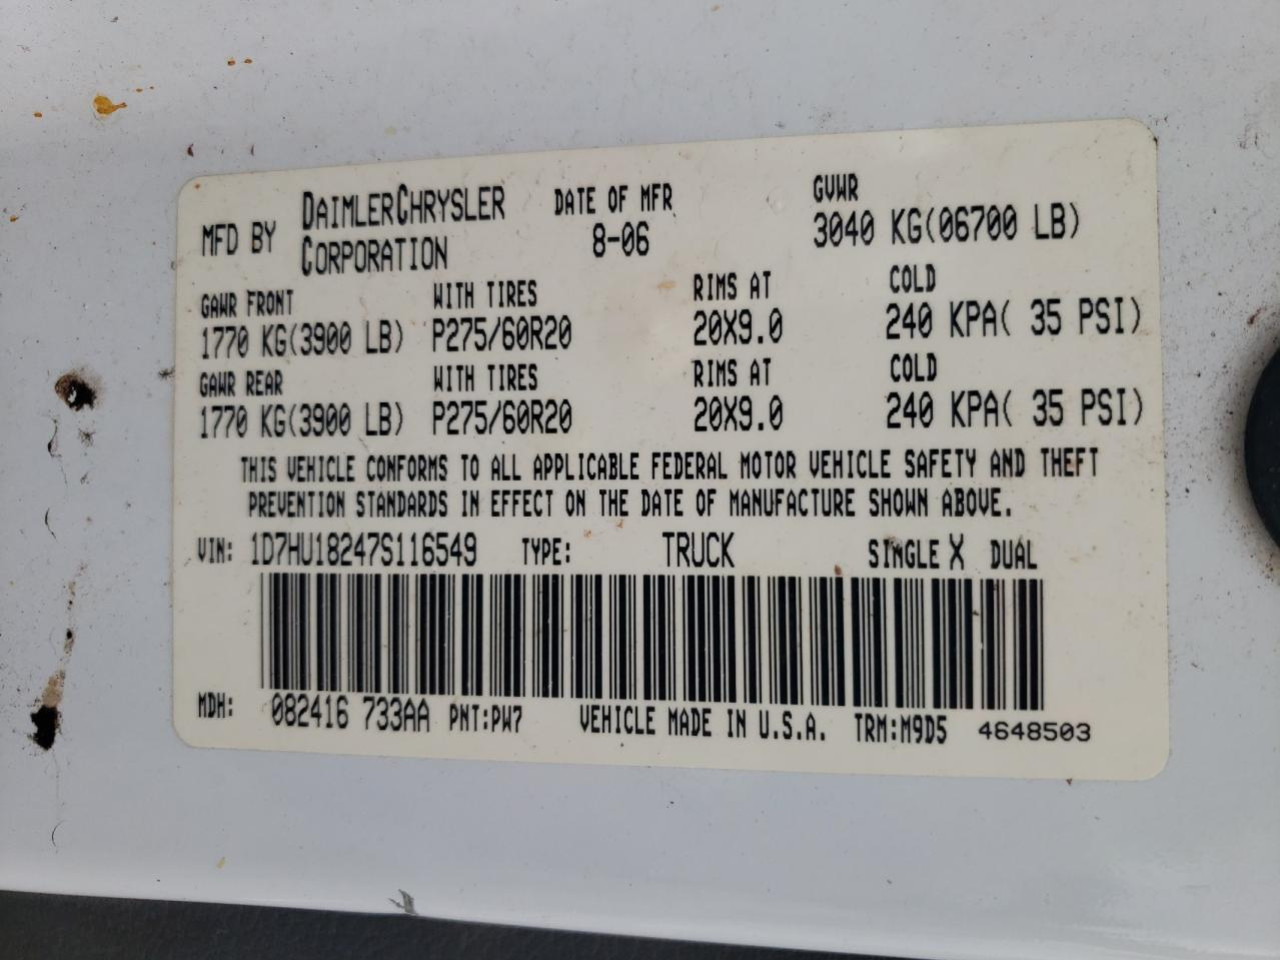 MFD BY DAIMLERCHRYSLER CORPORATION DATE OF MFR 8-06 GVWR 3040 KG(06700 LB)
GAWR FRONT WITH TIRES RIMS AT COLD
1770 KG(3900 LB) P275/60R20 20X9.0 240 KPA( 35 PSI)
GAWR REAR WITH TIRES RIMS AT COLD
1770 KG(3900 LB) P275/60R20 20X9.0 240 KPA( 35 PSI)
THIS VEHICLE CONFORMS TO ALL APPLICABLE FEDERAL MOTOR VEHICLE SAFETY AND THEFT
PREVENTION STANDARDS IN EFFECT ON THE DATE OF MANUFACTURE SHOWN ABOVE.
VIN: 1D7HU18247S116549 TYPE: TRUCK SINGLE X DUAL
MDH: 082416 733AA PNT:PW7 VEHICLE MADE IN U.S.A. TRM:M9D5 4648503